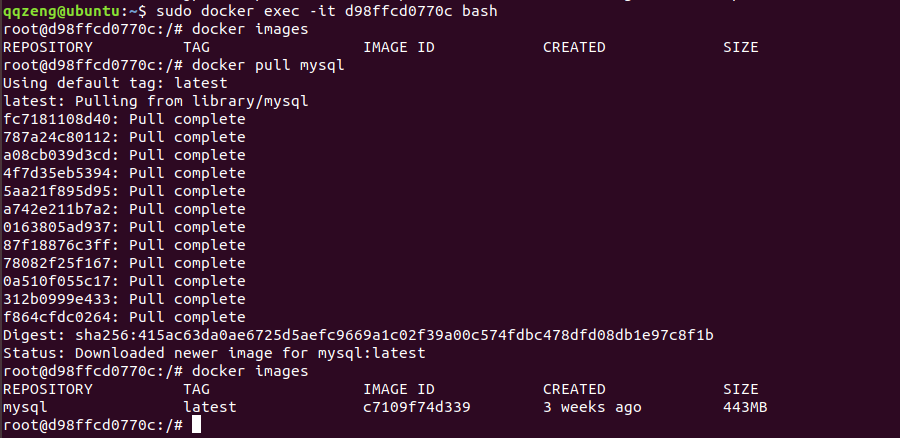 qqzeng@ubuntu:~$ sudo docker exec -it d98ffcd0770c bash
root@d98ffcd0770c:/# docker images
REPOSITORY TAG IMAGE ID CREATED SIZE
root@d98ffcd0770c:/# docker pull mysql
Using default tag: latest
latest: Pulling from library/mysql
fc7181108d40: Pull complete
787a24c80112: Pull complete
a08cb039d3cd: Pull complete
4f7d35eb5394: Pull complete
5aa21f895d95: Pull complete
a742e211b7a2: Pull complete
0163805ad937: Pull complete
87f18876c3ff: Pull complete
78082f25f167: Pull complete
0a510f055c17: Pull complete
312b0999e433: Pull complete
f864cfdc0264: Pull complete
Digest: sha256:415ac63da0ae6725d5aefc9669a1c02f39a00c574fdbc478dfd08db1e97c8f1b
Status: Downloaded newer image for mysql:latest
root@d98ffcd0770c:/# docker images
REPOSITORY TAG IMAGE ID CREATED SIZE
mysql latest c7109f74d339 3 weeks ago 443MB
root@d98ffcd0770c:/#